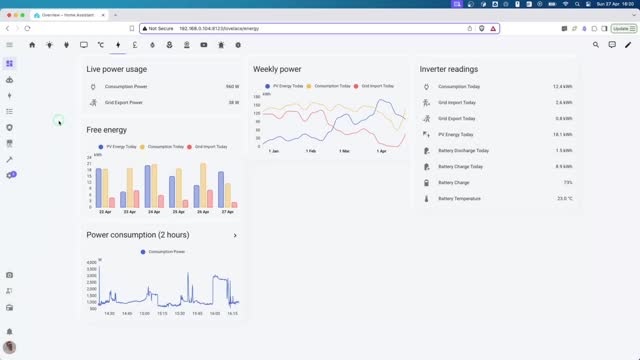 Sun 27 Apr 16:20
Overview – Home Assistant
Not Secure 192.168.0.104:8123/lovelace/energy
Update
Live power usage
Consumption Power 960 W
Grid Export Power 38 W
Free energy
PV Energy Today Consumption Today Grid Import Today
kWh
24
21
18
15
12
9
6
3
0
22 Apr 23 Apr 24 Apr 25 Apr 26 Apr 27 Apr
Power consumption (2 hours)
Consumption Power
W
4,000
3,500
3,000
2,500
2,000
1,500
1,000
500
14:30 14:45 15:00 15:15 15:30 15:45 16:00 16:15
Weekly power
PV Energy Today Consumption Today Grid Import Today
kWh
180
150
120
90
60
30
0
1 Jan 1 Feb 1 Mar 1 Apr
Inverter readings
Consumption Today 12.4 kWh
Grid Import Today 2.6 kWh
Grid Export Today 0.8 kWh
PV Energy Today 18.1 kWh
Battery Discharge Today 1.5 kWh
Battery Charge Today 8.9 kWh
Battery Charge 73%
Battery Temperature 23.0 °C